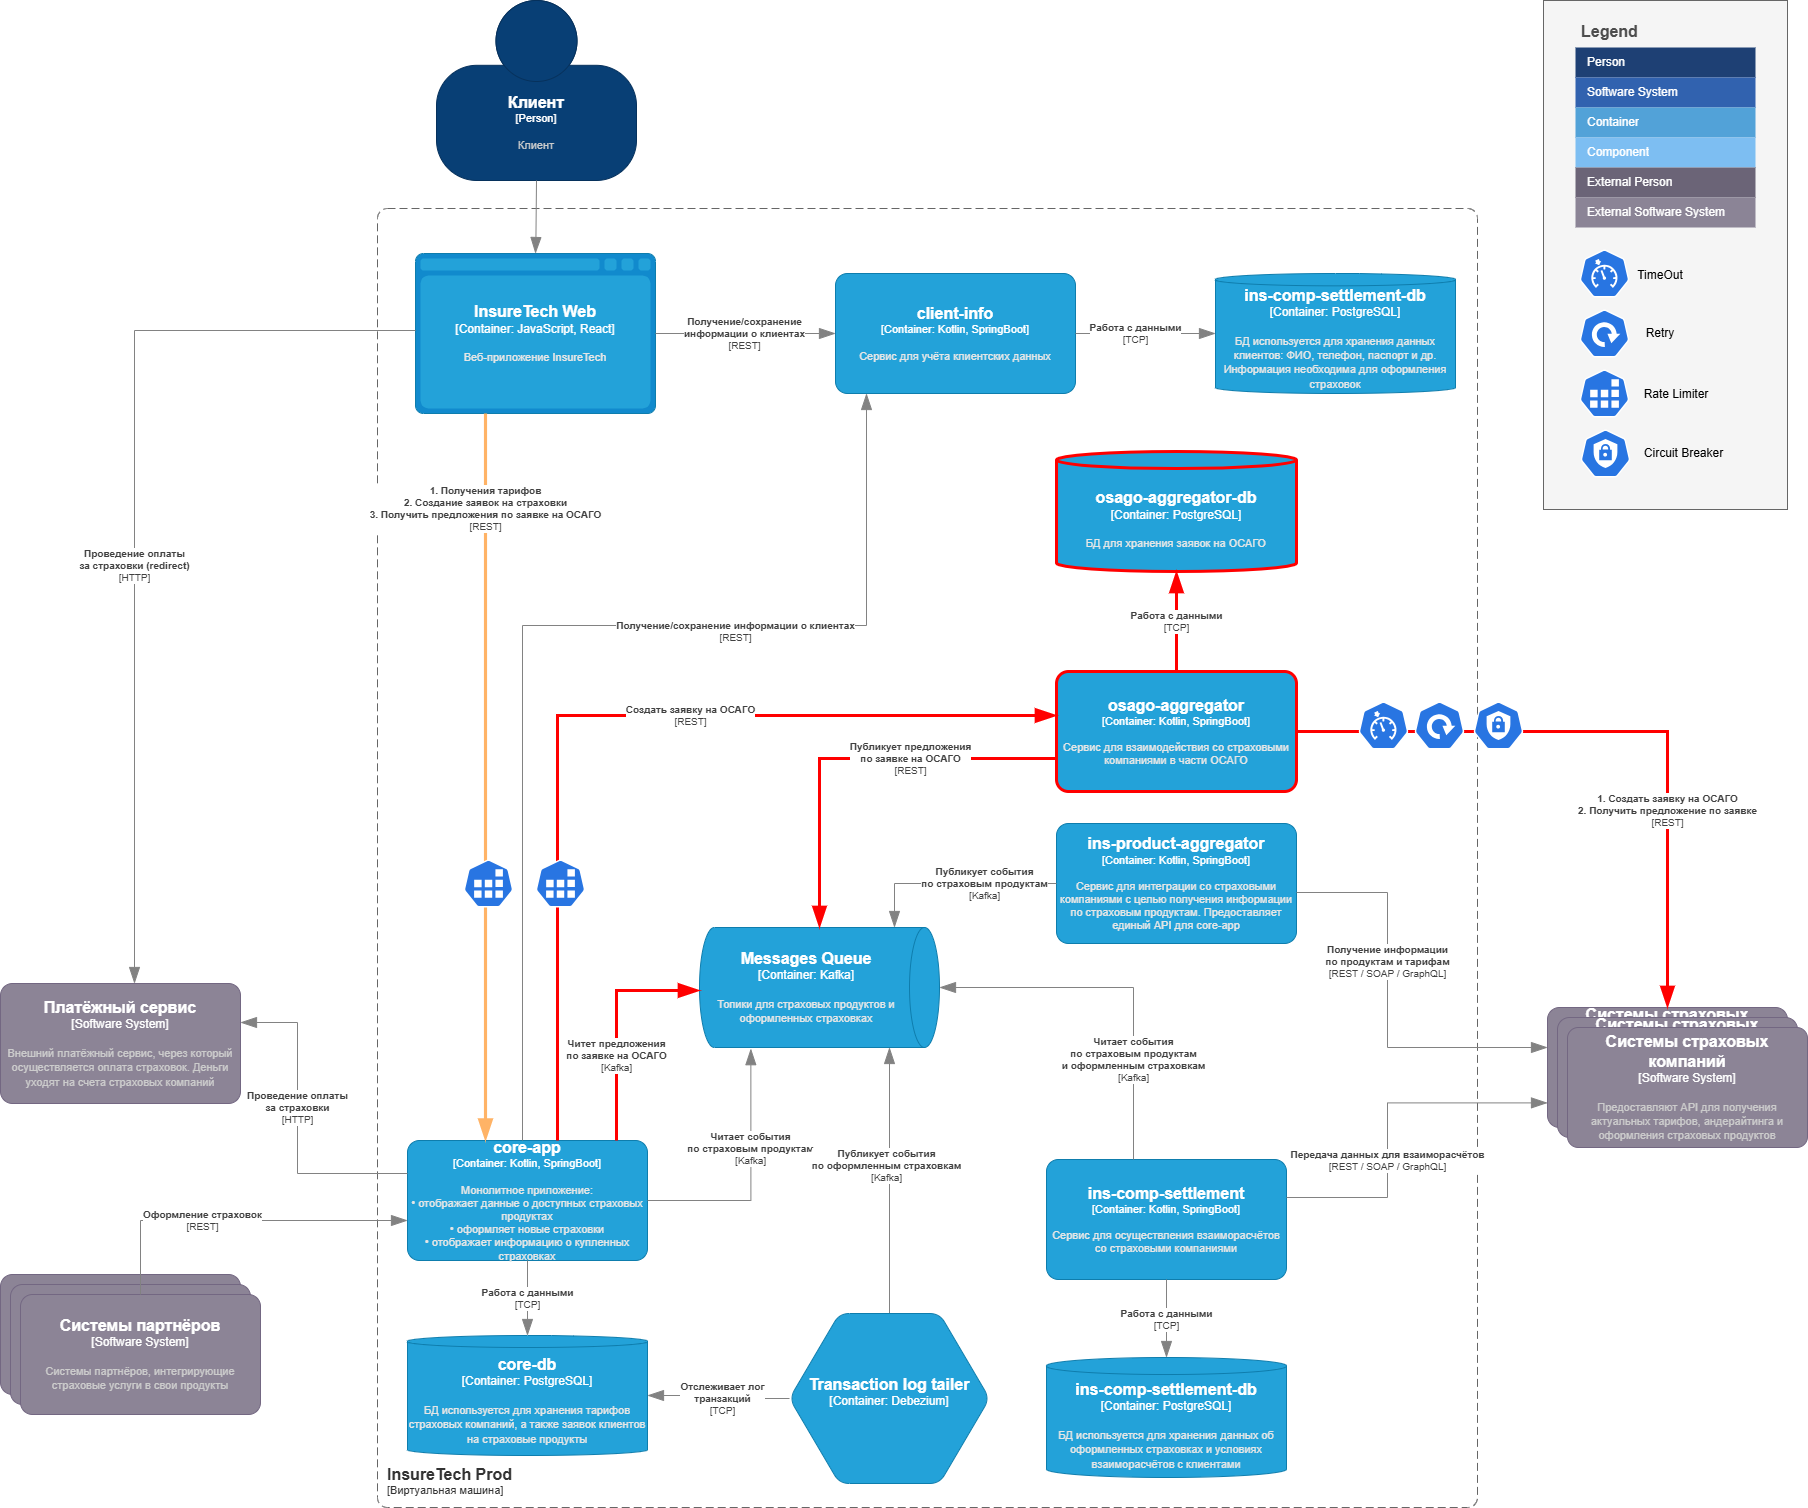 Клиент
[Person]
Клиент
Legend
Person
Software System
Container
Component
External Person
External Software System
TimeOut
Retry
Rate Limiter
Circuit Breaker
InsureTech Web
[Container: JavaScript, React]
Веб-приложение InsureTech
Получение/сохранение
информации о клиентах
[REST]
client-info
[Container: Kotlin, SpringBoot]
Сервис для учёта клиентских данных
Работа с данными
[TCP]
ins-comp-settlement-db
[Container: PostgreSQL]
БД используется для хранения данных
клиентов: ФИО, телефон, паспорт и др.
Информация необходима для оформления
страховок
1. Получения тарифов
2. Создание заявок на страховки
3. Получить предложения по заявке на ОСАГО
[REST]
osago-aggregator-db
[Container: PostgreSQL]
БД для хранения заявок на ОСАГО
Проведение оплаты
за страховки (redirect)
[HTTP]
Получение/сохранение информации о клиентах
[REST]
Работа с данными
[TCP]
Создать заявку на ОСАГО
[REST]
osago-aggregator
[Container: Kotlin, SpringBoot]
Сервис для взаимодействия со страховыми
компаниями в части ОСАГО
Публикует предложения
по заявке на ОСАГО
[REST]
1. Создать заявку на ОСАГО
2. Получить предложение по заявке
[REST]
ins-product-aggregator
[Container: Kotlin, SpringBoot]
Сервис для интеграции со страховыми
компаниями с целью получения информации
по страховым продуктам. Предоставляет
единый API для core-app
Публикует события
по страховым продуктам
[Kafka]
Получение информации
по продуктам и тарифам
[REST / SOAP / GraphQL]
Messages Queue
[Container: Kafka]
Топики для страховых продуктов и
оформленных страховках
Платёжный сервис
[Software System]
Внешний платёжный сервис, через который
осуществляется оплата страховок. Деньги
уходят на счета страховых компаний
Системы страховых
Системы страховых
Системы страховых
компаний
[Software System]
Предоставляют API для получения
актуальных тарифов, андерайтинга и
оформления страховых продуктов
Читет предложения
по заявке на ОСАГО
[Kafka]
Читает события
по страховым продуктам
и оформленным страховкам
[Kafka]
Проведение оплаты
за страховки
[HTTP]
Читает события
по страховым продуктам
[Kafka]
Публикует события
по оформленным страховкам
[Kafka]
Передача данных для взаиморасчётов
[REST / SOAP / GraphQL]
core-app
[Container: Kotlin, SpringBoot]
Монолитное приложение:
• отображает данные о доступных страховых
продуктах
• оформляет новые страховки
• отображает информацию о купленных
страховках
Оформление страховок
[REST]
ins-comp-settlement
[Container: Kotlin, SpringBoot]
Сервис для осуществления взаиморасчётов
со страховыми компаниями
Работа с данными
[TCP]
Работа с данными
[TCP]
Системы партнёров
[Software System]
Системы партнёров, интегрирующие
страховые услуги в свои продукты
core-db
[Container: PostgreSQL]
БД используется для хранения тарифов
страховых компаний, а также заявок клиентов
на страховые продукты
Отслеживает лог
транзакций
[TCP]
Transaction log tailer
[Container: Debezium]
ins-comp-settlement-db
[Container: PostgreSQL]
БД используется для хранения данных об
оформленных страховках и условиях
взаиморасчётов с клиентами
InsureTech Prod
[Виртуальная машина]